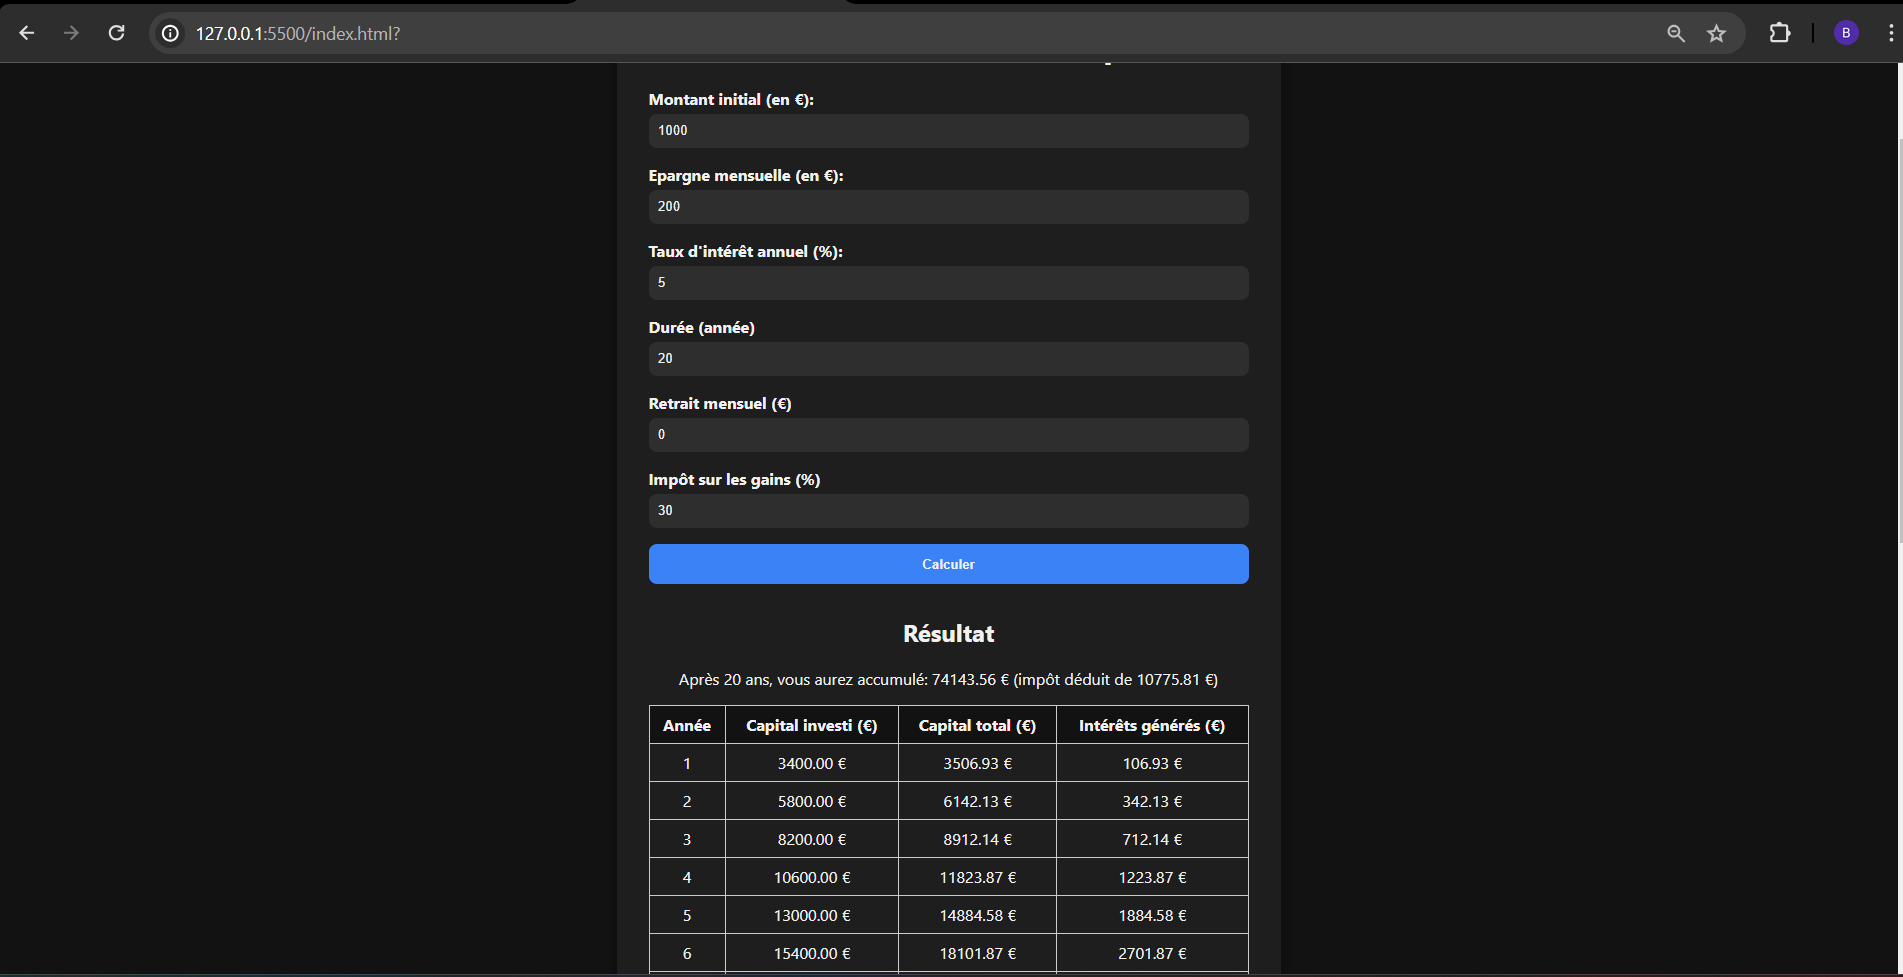 127.0.0.1:5500/index.html?
B
Montant initial (en €):
1000
Epargne mensuelle (en €):
200
Taux d'intérêt annuel (%):
5
Durée (année)
20
Retrait mensuel (€)
0
Impôt sur les gains (%)
30
Calculer
Résultat
Après 20 ans, vous aurez accumulé: 74143.56 € (impôt déduit de 10775.81 €)
Année Capital investi (€) Capital total (€) Intérêts générés (€)
1 3400.00 € 3506.93 € 106.93 €
2 5800.00 € 6142.13 € 342.13 €
3 8200.00 € 8912.14 € 712.14 €
4 10600.00 € 11823.87 € 1223.87 €
5 13000.00 € 14884.58 € 1884.58 €
6 15400.00 € 18101.87 € 2701.87 €